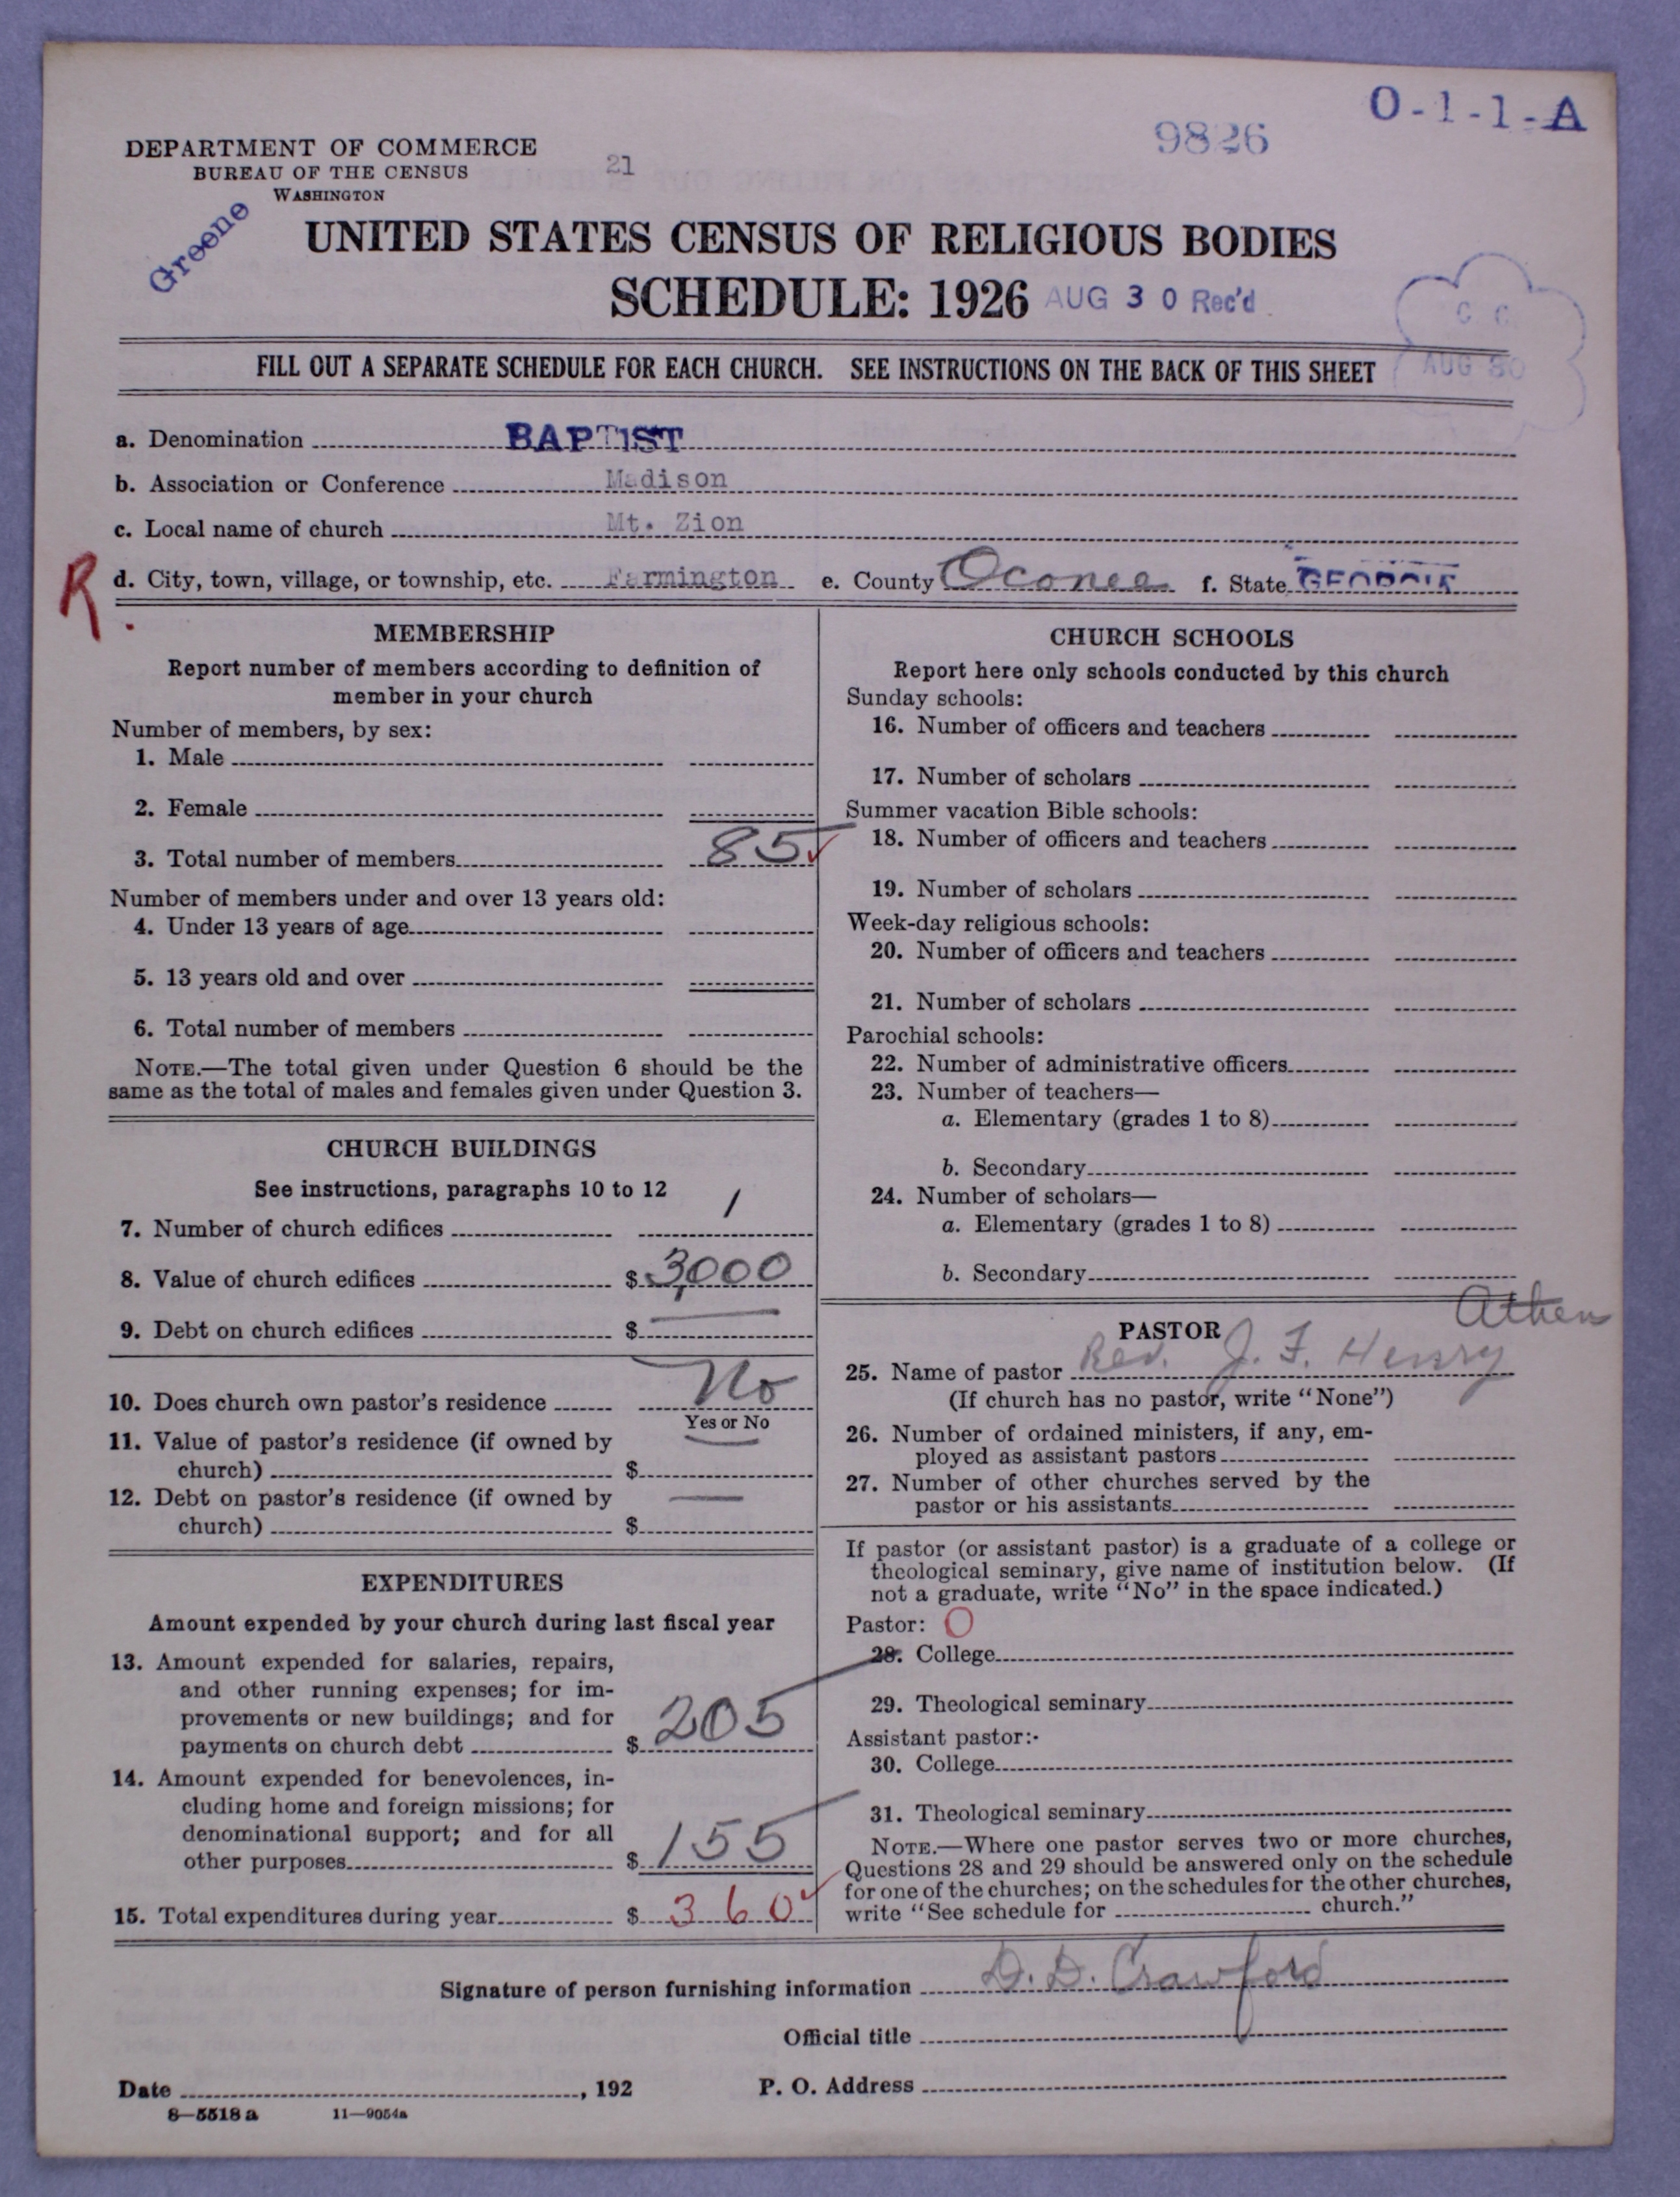 O-1-1-A
9826
DEPARTMENT OF COMMERCE
BUREAU OF THE CENSUS
WASHINGTON
21
Greene
UNITED STATES CENSUS OF RELIGIOUS BODIES
SCHEDULE: 1926 AUG 30 Rec'd
C C
AUG 30
FILL OUT A SEPARATE SCHEDULE FOR EACH CHURCH. SEE INSTRUCTIONS ON THE BACK OF THIS SHEET
a. Denomination BAPTIST
b. Association or Conference Madison
c. Local name of church Mt. Zion
R.
d. City, town, village, or township, etc. Farmington e. County Oconee f. State GEORGIA
MEMBERSHIP
Report number of members according to definition of
member in your church
Number of members, by sex:
1. Male
2. Female
3. Total number of members 85 ✓
Number of members under and over 13 years old:
4. Under 13 years of age
5. 13 years old and over
6. Total number of members
NOTE.—The total given under Question 6 should be the
same as the total of males and females given under Question 3.
CHURCH BUILDINGS
See instructions, paragraphs 10 to 12
7. Number of church edifices 1
8. Value of church edifices $ 3,000
9. Debt on church edifices $ —
10. Does church own pastor's residence No
Yes or No
11. Value of pastor's residence (if owned by
church) $ —
12. Debt on pastor's residence (if owned by
church) $ —
EXPENDITURES
Amount expended by your church during last fiscal year
13. Amount expended for salaries, repairs,
and other running expenses; for im-
provements or new buildings; and for
payments on church debt $ 205
14. Amount expended for benevolences, in-
cluding home and foreign missions; for
denominational support; and for all
other purposes $ 155
15. Total expenditures during year $ 360 ✓
CHURCH SCHOOLS
Report here only schools conducted by this church
Sunday schools:
16. Number of officers and teachers
17. Number of scholars
Summer vacation Bible schools:
18. Number of officers and teachers
19. Number of scholars
Week-day religious schools:
20. Number of officers and teachers
21. Number of scholars
Parochial schools:
22. Number of administrative officers
23. Number of teachers—
a. Elementary (grades 1 to 8)
b. Secondary
24. Number of scholars—
a. Elementary (grades 1 to 8)
b. Secondary
Athen
PASTOR
25. Name of pastor Rev. J. F. Henry
(If church has no pastor, write "None")
26. Number of ordained ministers, if any, em-
ployed as assistant pastors
27. Number of other churches served by the
pastor or his assistants
If pastor (or assistant pastor) is a graduate of a college or
theological seminary, give name of institution below. (If
not a graduate, write "No" in the space indicated.)
Pastor: O
28. College
29. Theological seminary
Assistant pastor:
30. College
31. Theological seminary
NOTE.—Where one pastor serves two or more churches,
Questions 28 and 29 should be answered only on the schedule
for one of the churches; on the schedules for the other churches,
write "See schedule for church."
Signature of person furnishing information D. D. Crawford
Official title
Date , 192
P. O. Address
8—5518 a 11—9054a